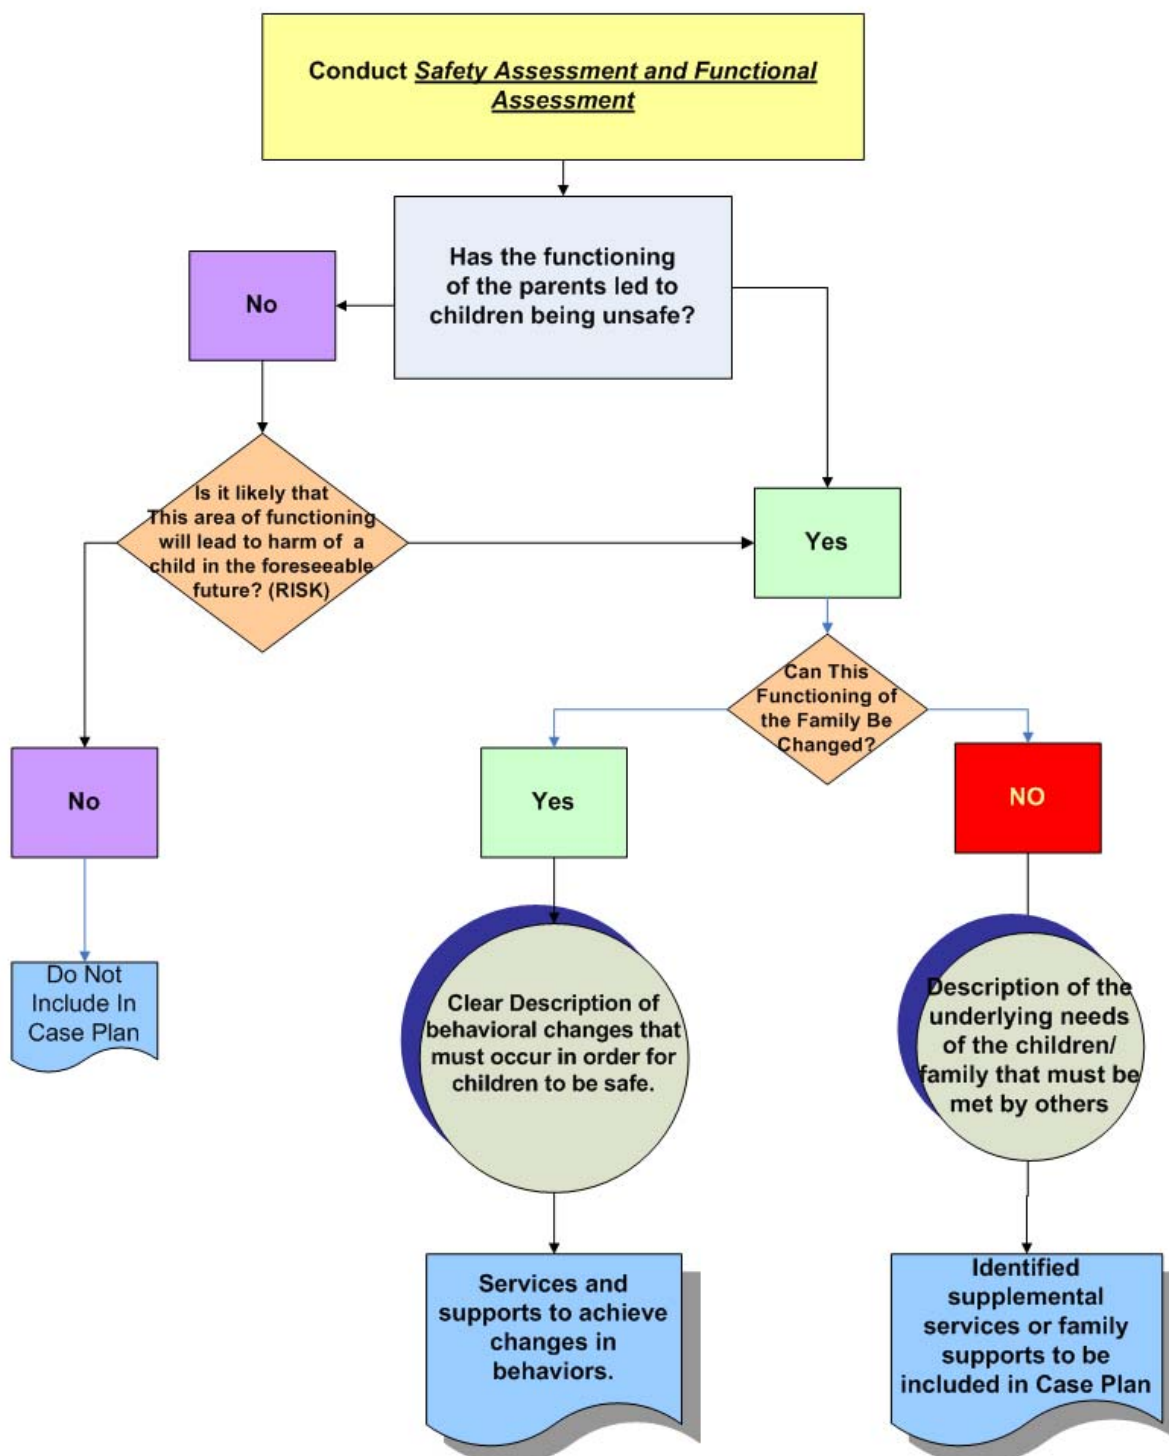 Conduct Safety Assessment and Functional
Assessment
Has the functioning
of the parents led to
children being unsafe?
No
Is it likely that
This area of functioning
will lead to harm of a
child in the foreseeable
future? (RISK)
Yes
Can This
Functioning of
the Family Be
Changed?
No
Yes
NO
Do Not
Include In
Case Plan
Clear Description of
behavioral changes that
must occur in order for
children to be safe.
Description of the
underlying needs
of the children/
family that must be
met by others
Services and
supports to achieve
changes in
behaviors.
Identified
supplemental
services or family
supports to be
included in Case Plan